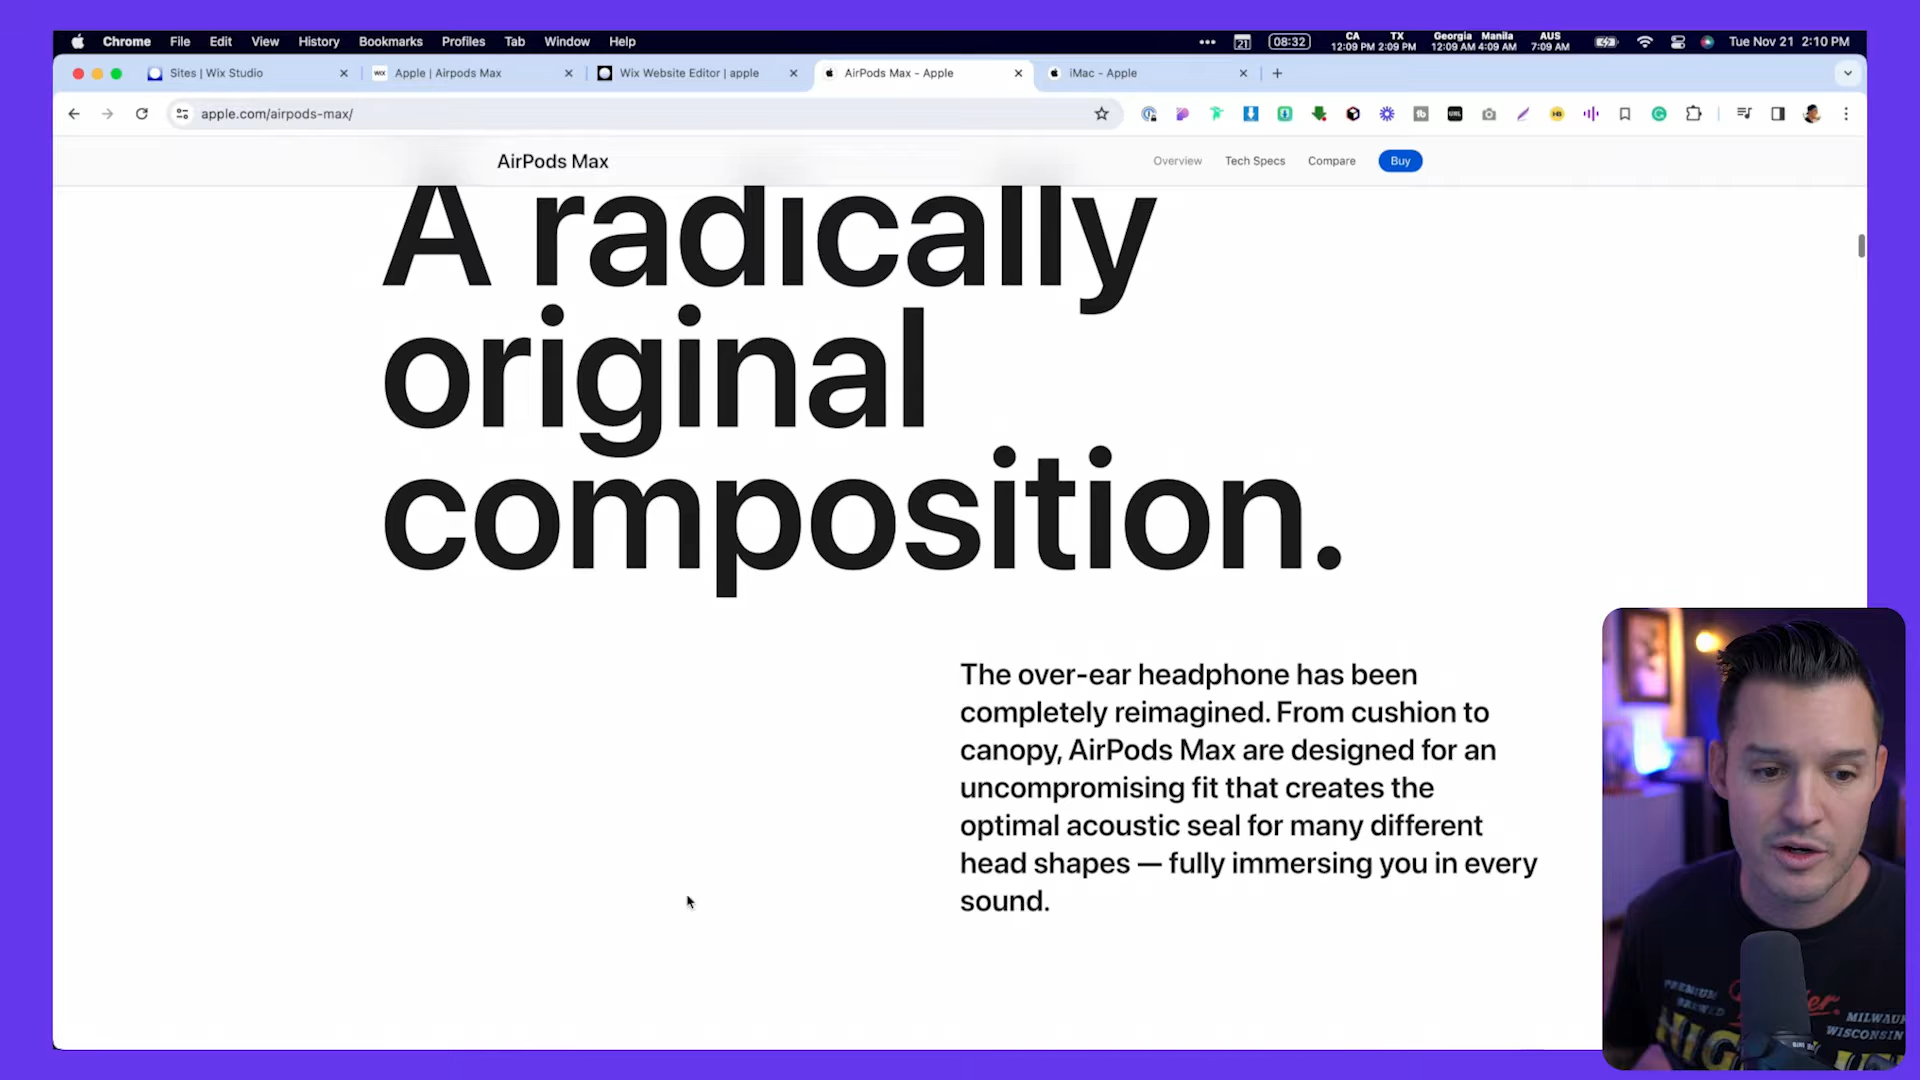 Chrome File Edit View History Bookmarks Profiles Tab Window Help
21 08:32
CA TX Georgia Manila AUS
12:09 PM 2:09 PM 12:09 AM 4:09 AM 7:09 AM
Tue Nov 21 2:10 PM
Sites | Wix Studio
WIX Apple | Airpods Max
Wix Website Editor | apple
AirPods Max - Apple
iMac - Apple
apple.com/airpods-max/
AirPods Max
Overview Tech Specs Compare Buy
A radically
original
composition.
The over-ear headphone has been
completely reimagined. From cushion to
canopy, AirPods Max are designed for an
uncompromising fit that creates the
optimal acoustic seal for many different
head shapes — fully immersing you in every
sound.
PREMIUM
BREWED
MILWAU
WISCONSIN